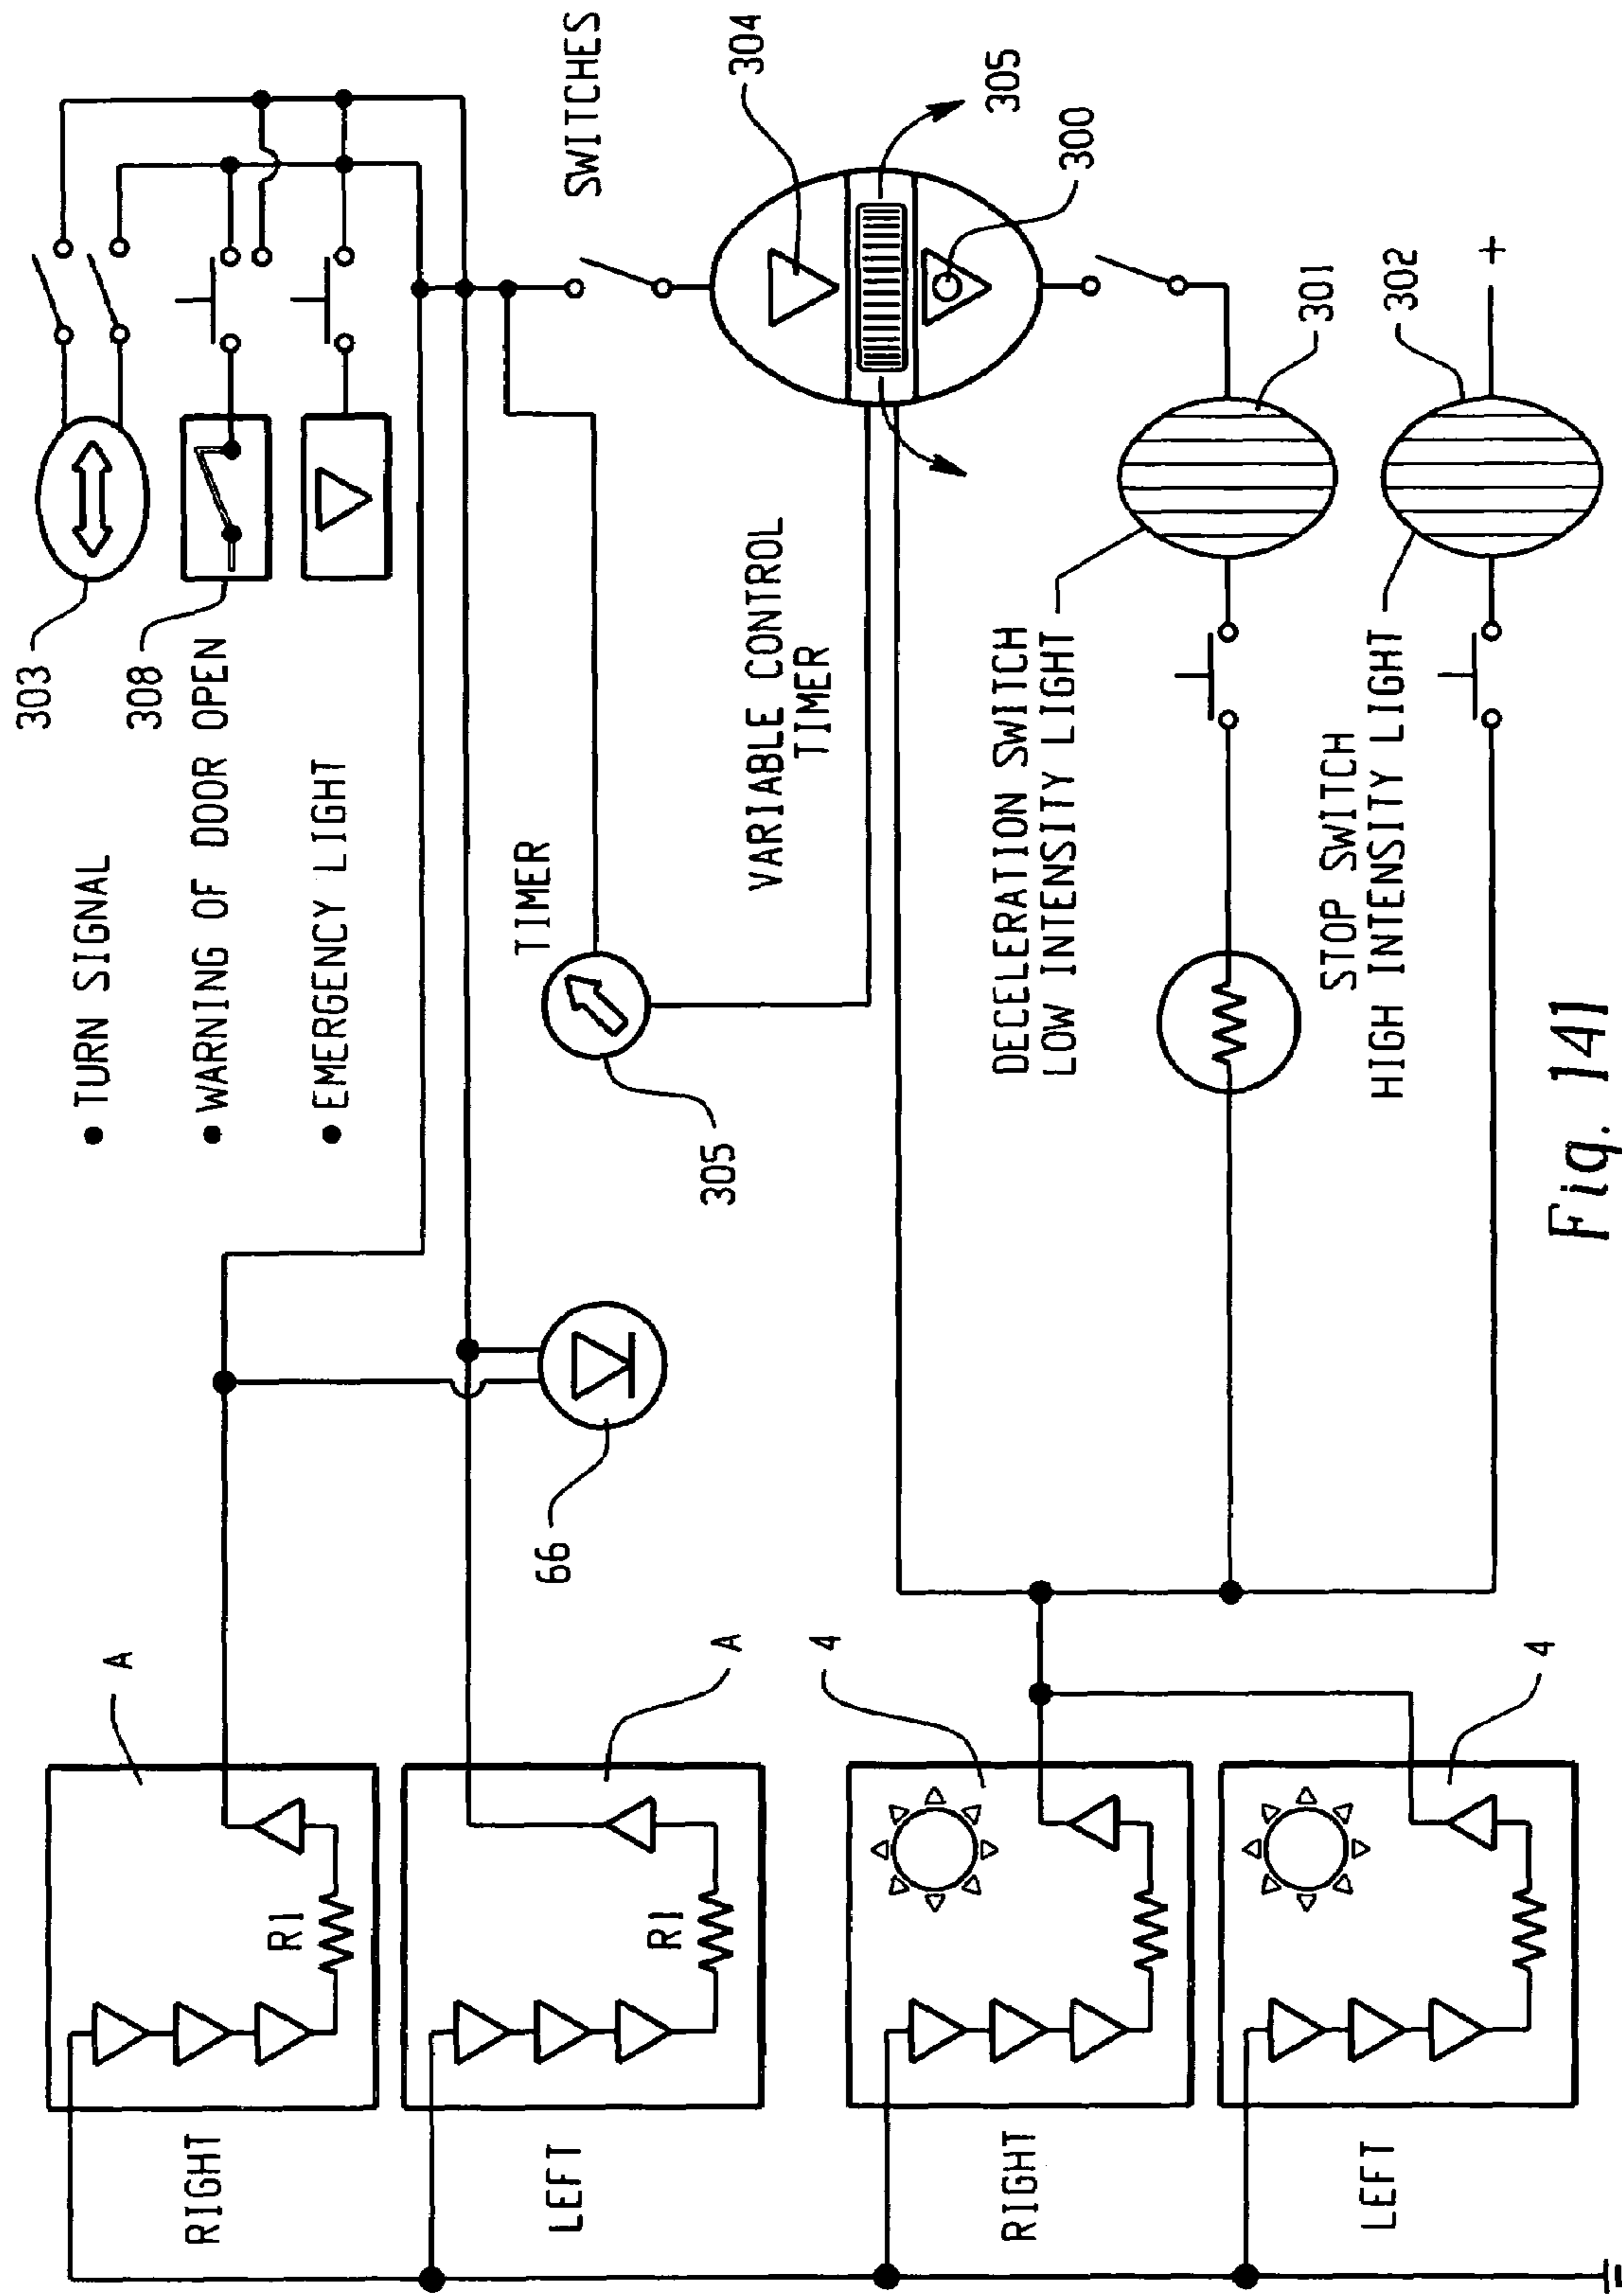 RIGHT
LEFT
RIGHT
LEFT
R1
R1
A
A
4
4
66
• TURN SIGNAL
• WARNING OF DOOR OPEN
• EMERGENCY LIGHT
303
308
TIMER
305
VARIABLE CONTROL
TIMER
SWITCHES
304
305
300
DECELERATION SWITCH
LOW INTENSITY LIGHT
301
STOP SWITCH
HIGH INTENSITY LIGHT
302
+
Fig. 141